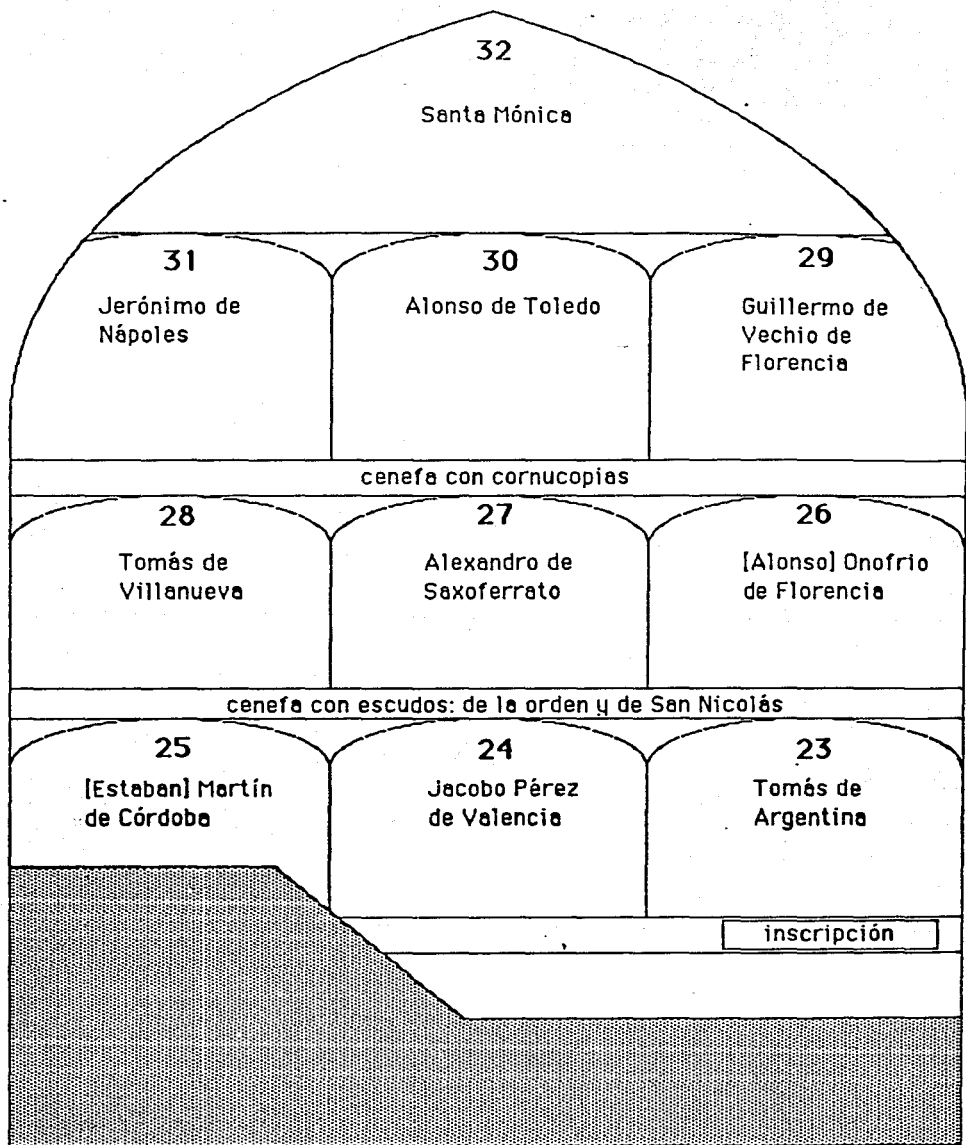 32
Santa Mónica
31
Jerónimo de
Nápoles
30
Alonso de Toledo
29
Guillermo de
Vechio de
Florencia
cenefa con cornucopias
28
Tomás de
Villanueva
27
Alexandro de
Saxoferrato
26
[Alonso] Onofrio
de Florencia
cenefa con escudos: de la orden y de San Nicolás
25
[Estaban] Martín
de Córdoba
24
Jacobo Pérez
de Valencia
23
Tomás de
Argentina
inscripción